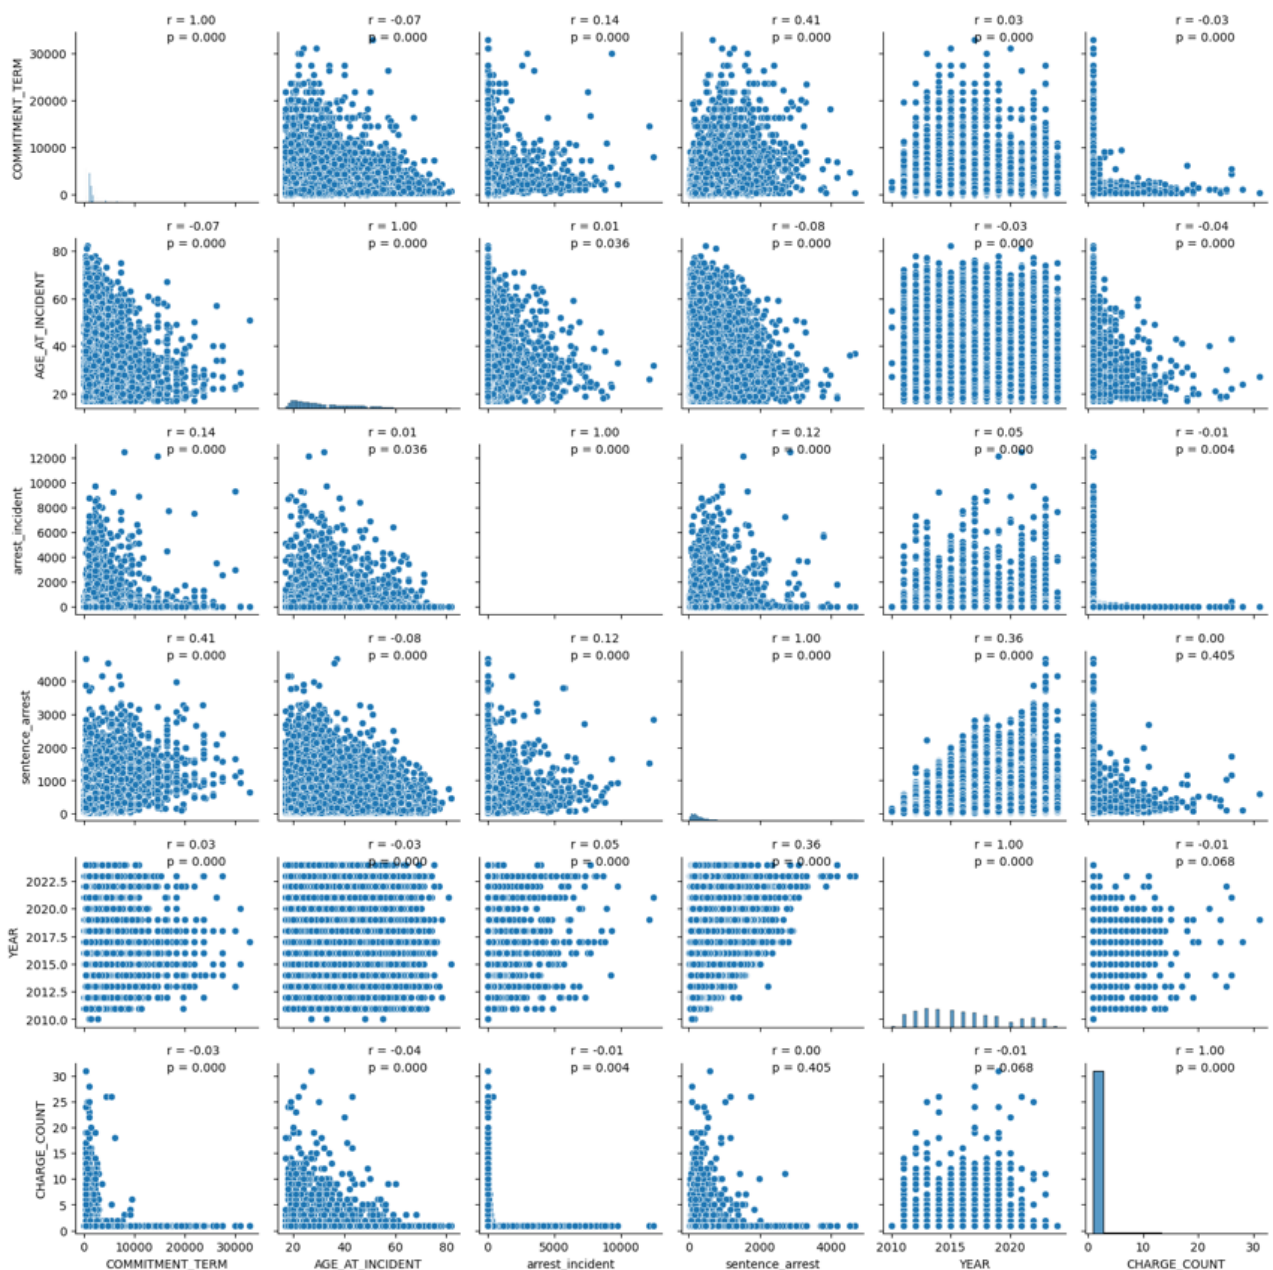 r = 1.00 r = -0.07 r = 0.14 r = 0.41 r = 0.03 r = -0.03
p = 0.000 p = 0.000 p = 0.000 p = 0.000 p = 0.000 p = 0.000
COMMITMENT_TERM
30000
20000
10000
0
r = -0.07 r = 1.00 r = 0.01 r = -0.08 r = -0.03 r = -0.04
p = 0.000 p = 0.000 p = 0.036 p = 0.000 p = 0.000 p = 0.000
AGE_AT_INCIDENT
80
60
40
20
r = 0.14 r = 0.01 r = 1.00 r = 0.12 r = 0.05 r = -0.01
p = 0.000 p = 0.036 p = 0.000 p = 0.000 p = 0.000 p = 0.004
arrest_incident
12000
10000
8000
6000
4000
2000
0
r = 0.41 r = -0.08 r = 0.12 r = 1.00 r = 0.36 r = 0.00
p = 0.000 p = 0.000 p = 0.000 p = 0.000 p = 0.000 p = 0.405
sentence_arrest
4000
3000
2000
1000
0
r = 0.03 r = -0.03 r = 0.05 r = 0.36 r = 1.00 r = -0.01
p = 0.000 p = 0.000 p = 0.000 p = 0.000 p = 0.000 p = 0.068
YEAR
2022.5
2020.0
2017.5
2015.0
2012.5
2010.0
r = -0.03 r = -0.04 r = -0.01 r = 0.00 r = -0.01 r = 1.00
p = 0.000 p = 0.000 p = 0.004 p = 0.405 p = 0.068 p = 0.000
CHARGE_COUNT
30
25
20
15
10
5
0
0 10000 20000 30000 20 40 60 80 0 5000 10000 0 2000 4000 2010 2015 2020 0 10 20 30
COMMITMENT_TERM AGE_AT_INCIDENT arrest_incident sentence_arrest YEAR CHARGE_COUNT